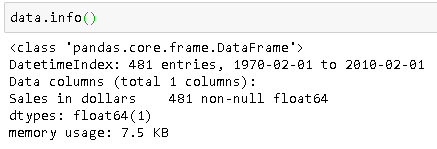 data.info()
<class 'pandas.core.frame.DataFrame'>
DatetimeIndex: 481 entries, 1970-02-01 to 2010-02-01
Data columns (total 1 columns):
Sales in dollars    481 non-null float64
dtypes: float64(1)
memory usage: 7.5 KB